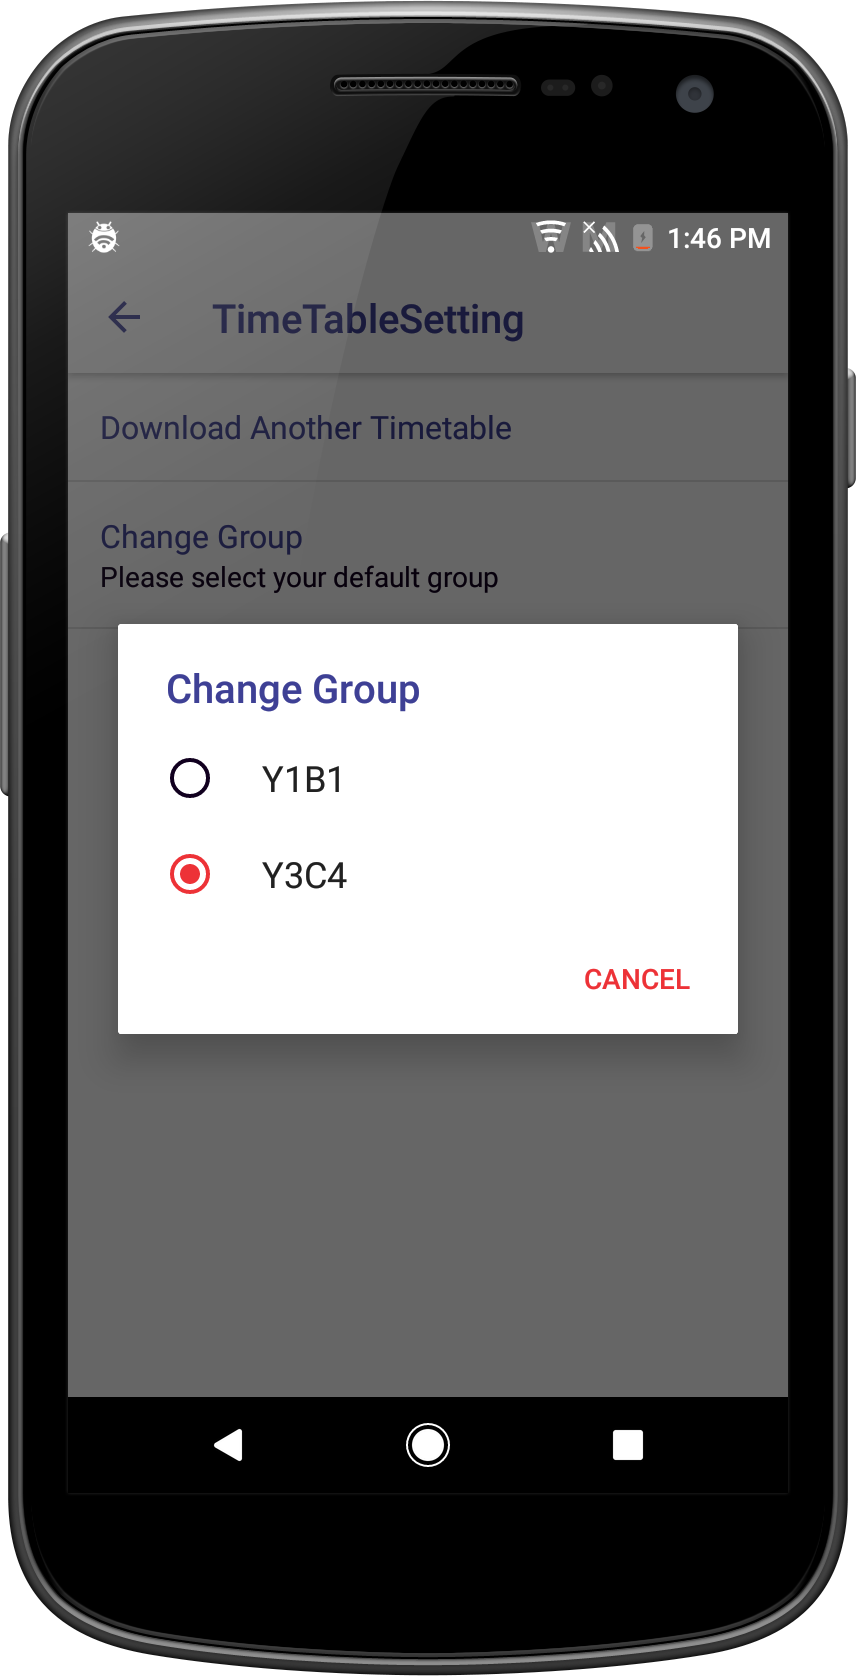 1:46 PM
TimeTableSetting
Download Another Timetable
Change Group
Please select your default group
Change Group
Y1B1
Y3C4
CANCEL